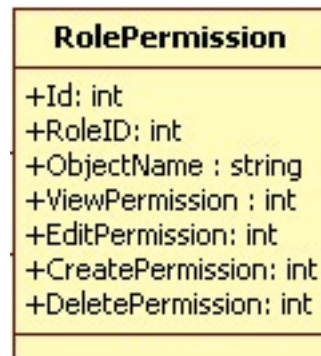 RolePermission
+Id: int
+RoleID: int
+ObjectName : string
+ViewPermission : int
+EditPermission: int
+CreatePermission: int
+DeletePermission: int